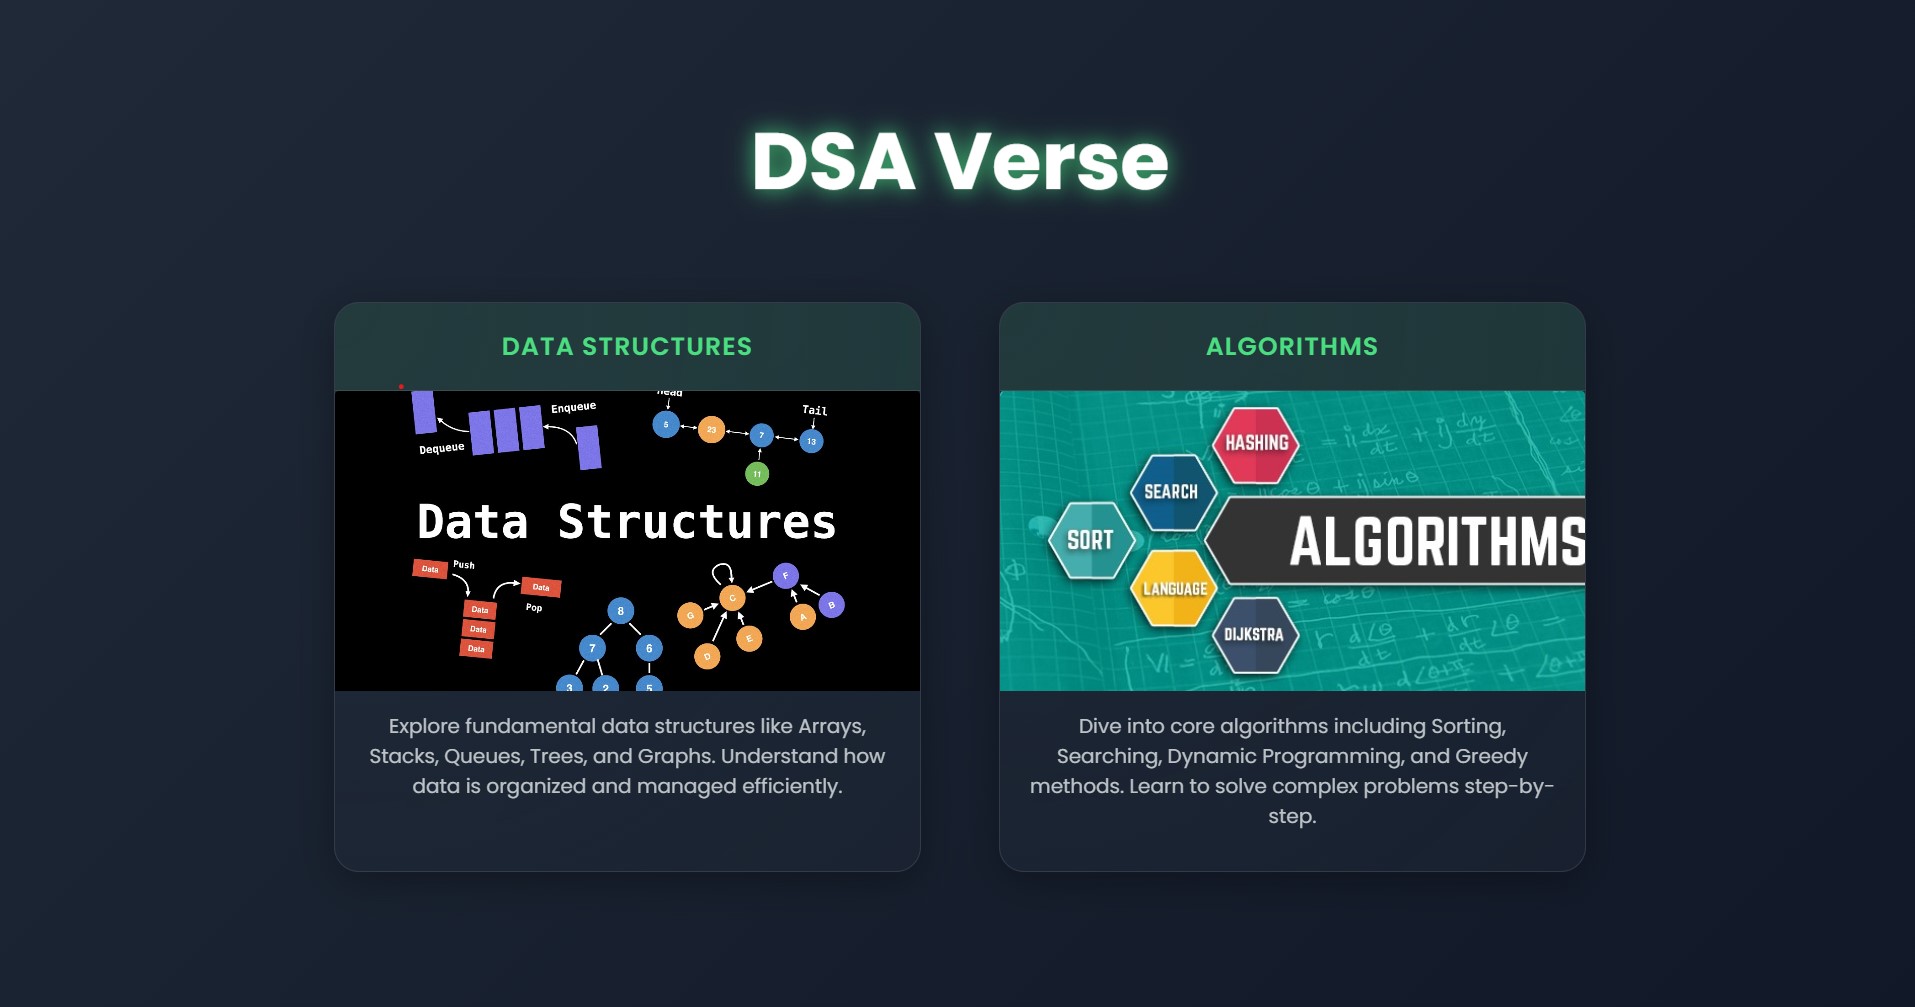 DSA Verse
DATA STRUCTURES
Head
Enqueue
Tail
Dequeue
5
23
7
13
11
Data Structures
Data
Push
Data
Pop
Data
Data
Data
8
7
6
3
2
5
F
C
B
G
A
E
D
Explore fundamental data structures like Arrays,
Stacks, Queues, Trees, and Graphs. Understand how
data is organized and managed efficiently.
ALGORITHMS
HASHING
SEARCH
SORT
ALGORITHMS
LANGUAGE
DIJKSTRA
Dive into core algorithms including Sorting,
Searching, Dynamic Programming, and Greedy
methods. Learn to solve complex problems step-by-
step.